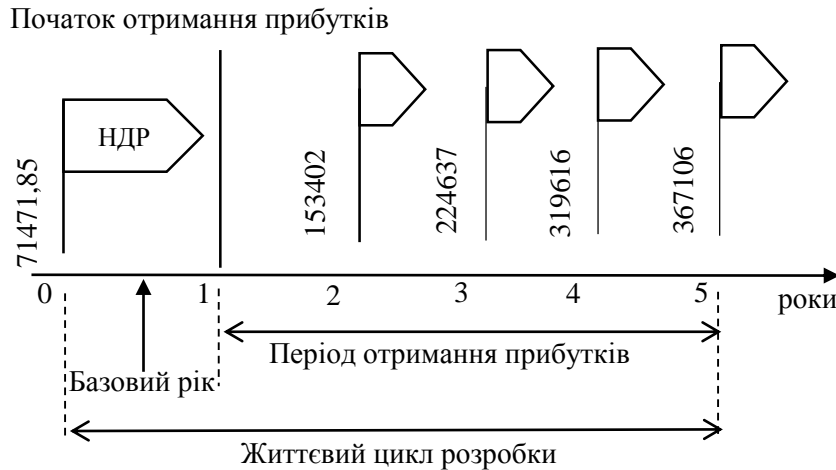 Початок отримання прибутків
НДР
71471,85
153402
224637
319616
367106
0 1 2 3 4 5 роки
Період отримання прибутків
Базовий рік
Життєвий цикл розробки